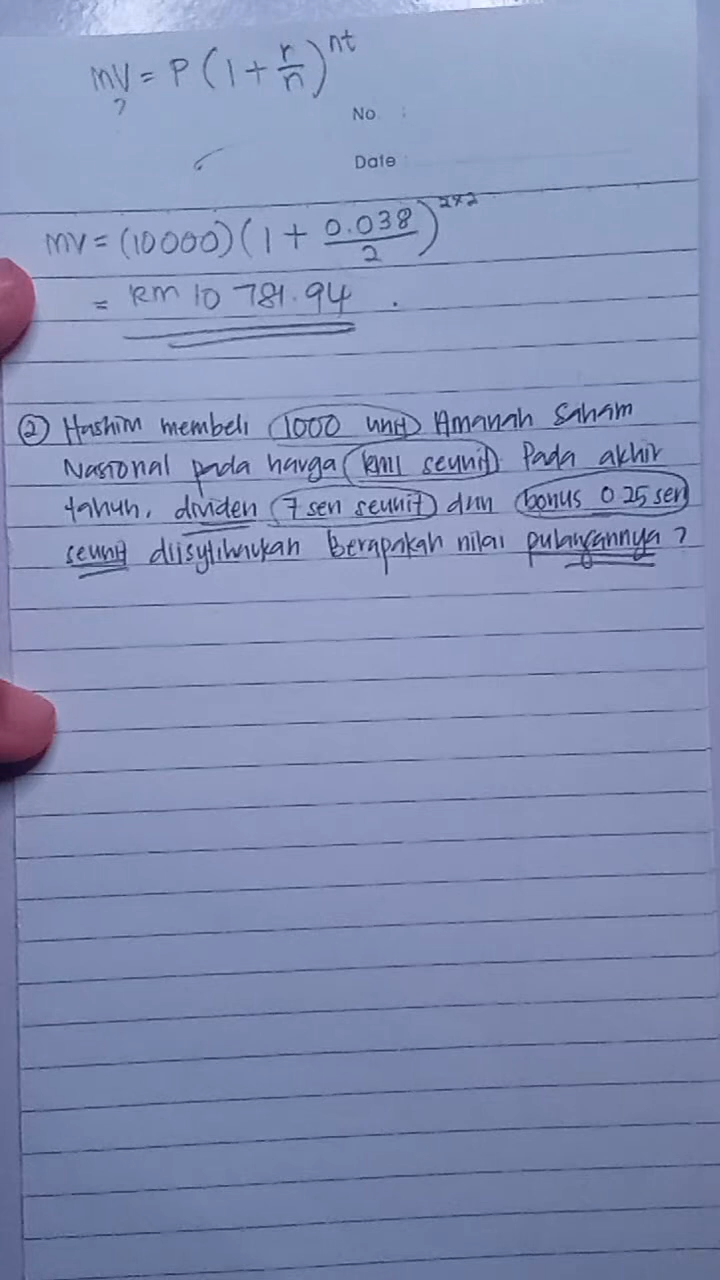 MV = P (1 + r/n)^nt
?
No :
Date
MV = (10000) (1 + 0.038/2)^2x2
= RM 10 781.94 .
② Hashim membeli (1000 unit) Amanah Saham
Nasional pada harga (RM1 seunit) Pada akhir
tahun, dividen (7 sen seunit) dan (bonus 0.25 sen)
seunit diisytiharkan Berapakah nilai pulangannya ?